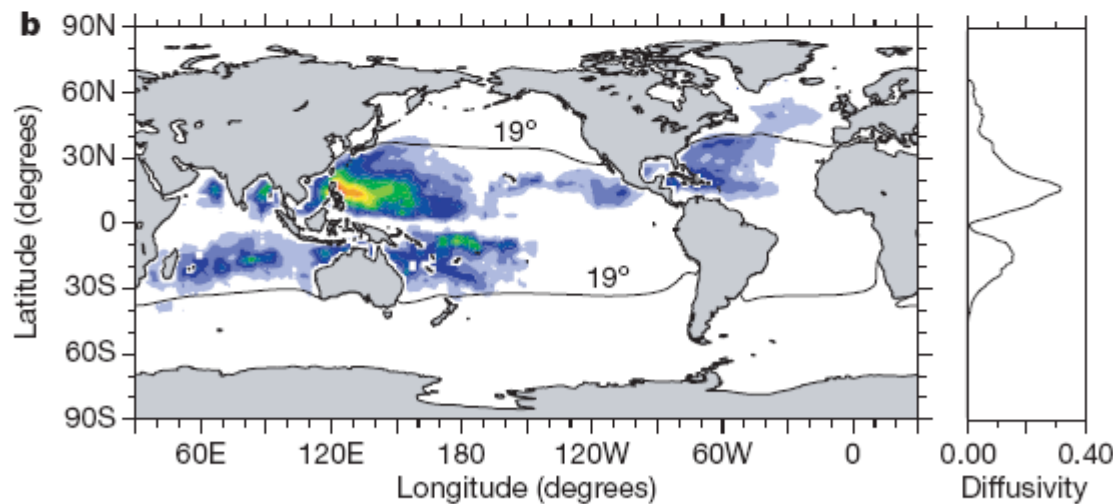 b
90N
60N
30N
0
30S
60S
90S
Latitude (degrees)
19°
19°
60E 120E 180 120W 60W 0
Longitude (degrees)
0.00 0.40
Diffusivity